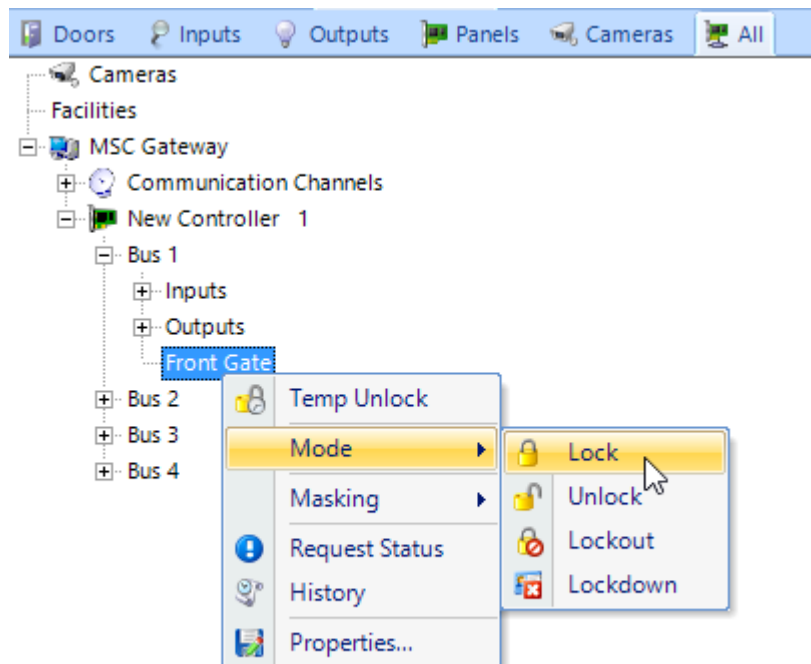 Doors Inputs Outputs Panels Cameras All
Cameras
Facilities
MSC Gateway
Communication Channels
New Controller 1
Bus 1
Inputs
Outputs
Front Gate
Bus 2
Bus 3
Bus 4
Temp Unlock
Mode
Masking
Request Status
History
Properties...
Lock
Unlock
Lockout
Lockdown